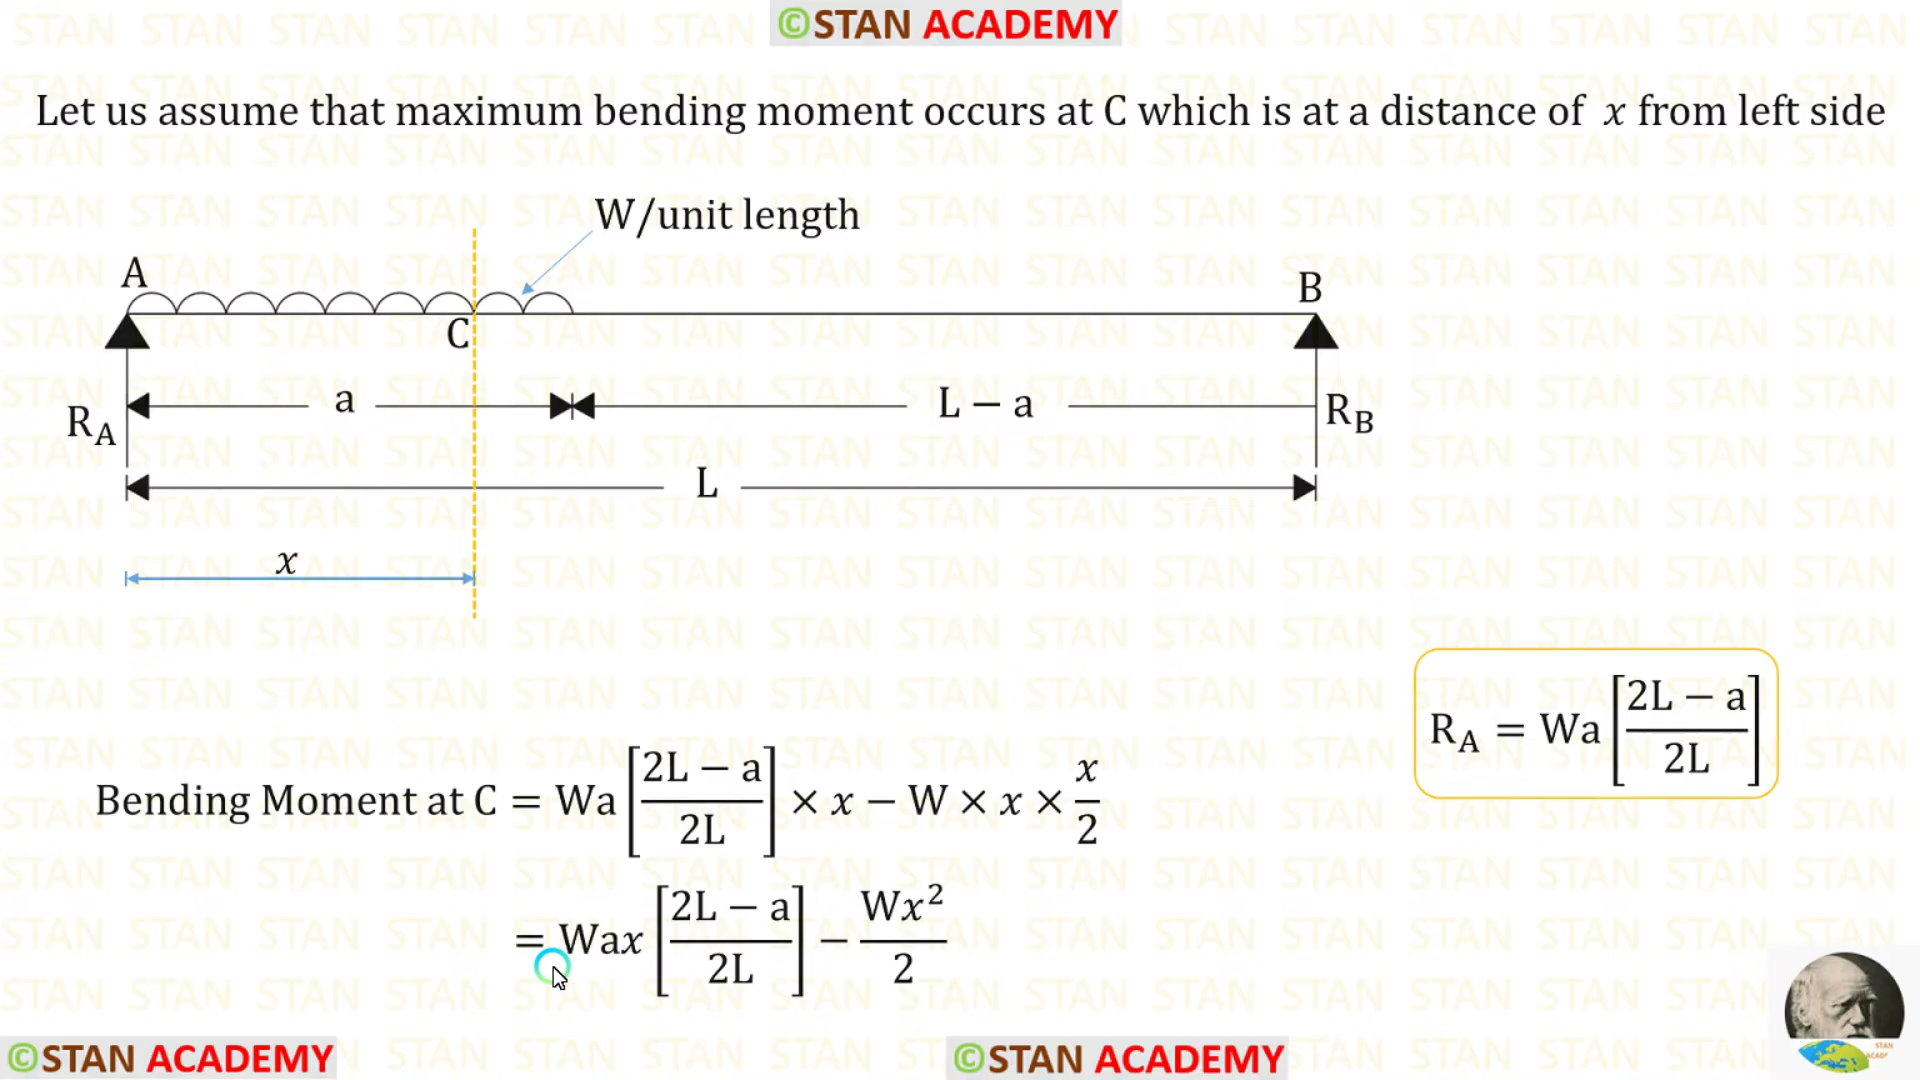 ©STAN ACADEMY
Let us assume that maximum bending moment occurs at C which is at a distance of x from left side
W/unit length
A
B
C
a
L − a
R_A
R_B
L
x
R_A = Wa [(2L − a)/2L]
Bending Moment at C = Wa [(2L − a)/2L] × x − W × x × x/2
= Wax [(2L − a)/2L] − Wx²/2
©STAN ACADEMY
©STAN ACADEMY
STAN
ACADF